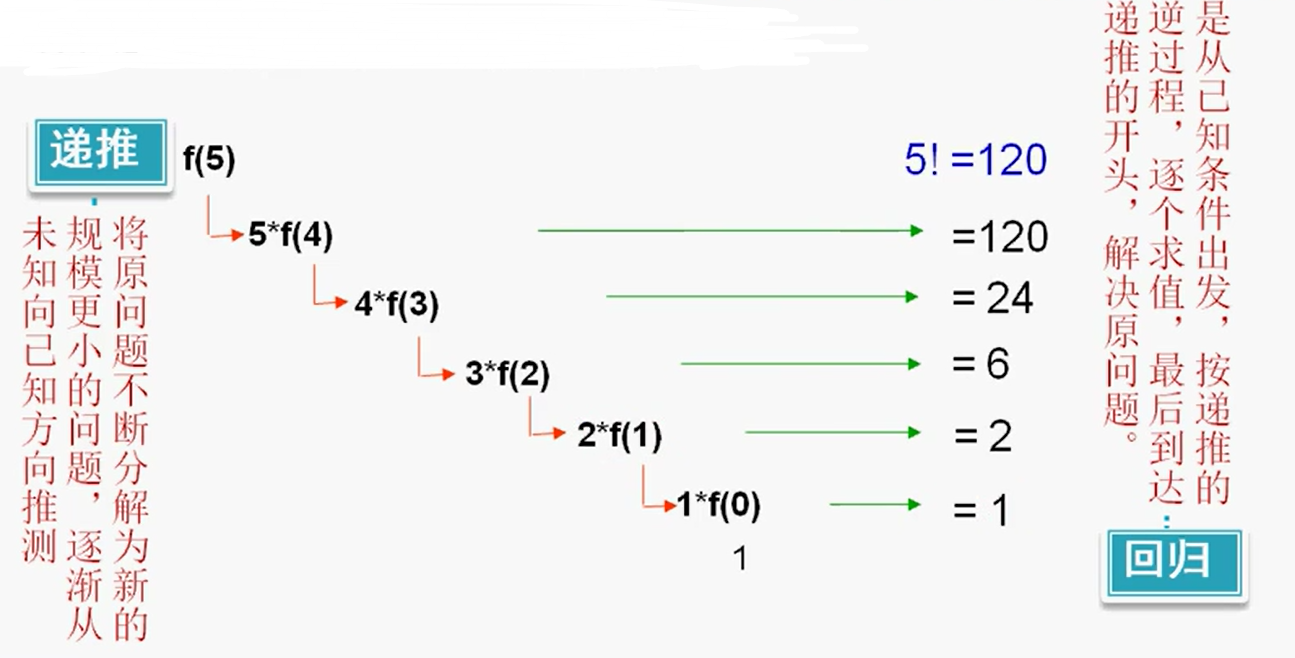 递推
将原问题不断分解为新的
规模更小的问题，逐渐从
未知向己知方向推测
f(5)
5*f(4)
4*f(3)
3*f(2)
2*f(1)
1*f(0)
1
5! =120
=120
= 24
= 6
= 2
= 1
是从己知条件出发，按递推的
逆过程，逐个求值，最后到达
递推的开头，解决原问题。
回归